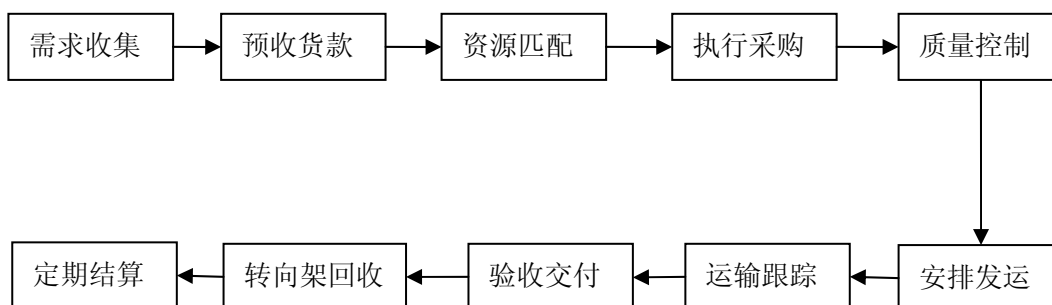 需求收集
预收货款
资源匹配
执行采购
质量控制
安排发运
运输跟踪
验收交付
转向架回收
定期结算